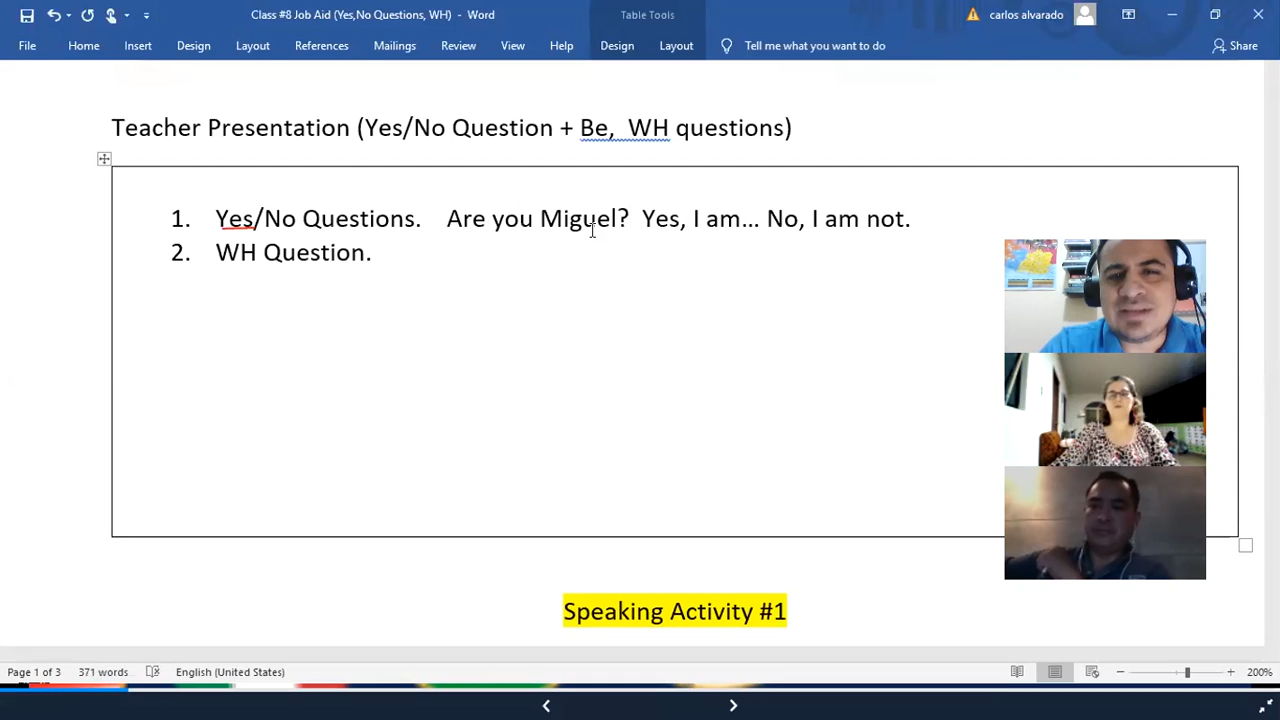 Class #8 Job Aid (Yes,No Questions, WH) - Word
Table Tools
carlos alvarado
File Home Insert Design Layout References Mailings Review View Help Design Layout Tell me what you want to do Share
Teacher Presentation (Yes/No Question + Be, WH questions)
1. Yes/No Questions. Are you Miguel? Yes, I am... No, I am not.
2. WH Question.
Speaking Activity #1
Page 1 of 3 371 words English (United States) 200%